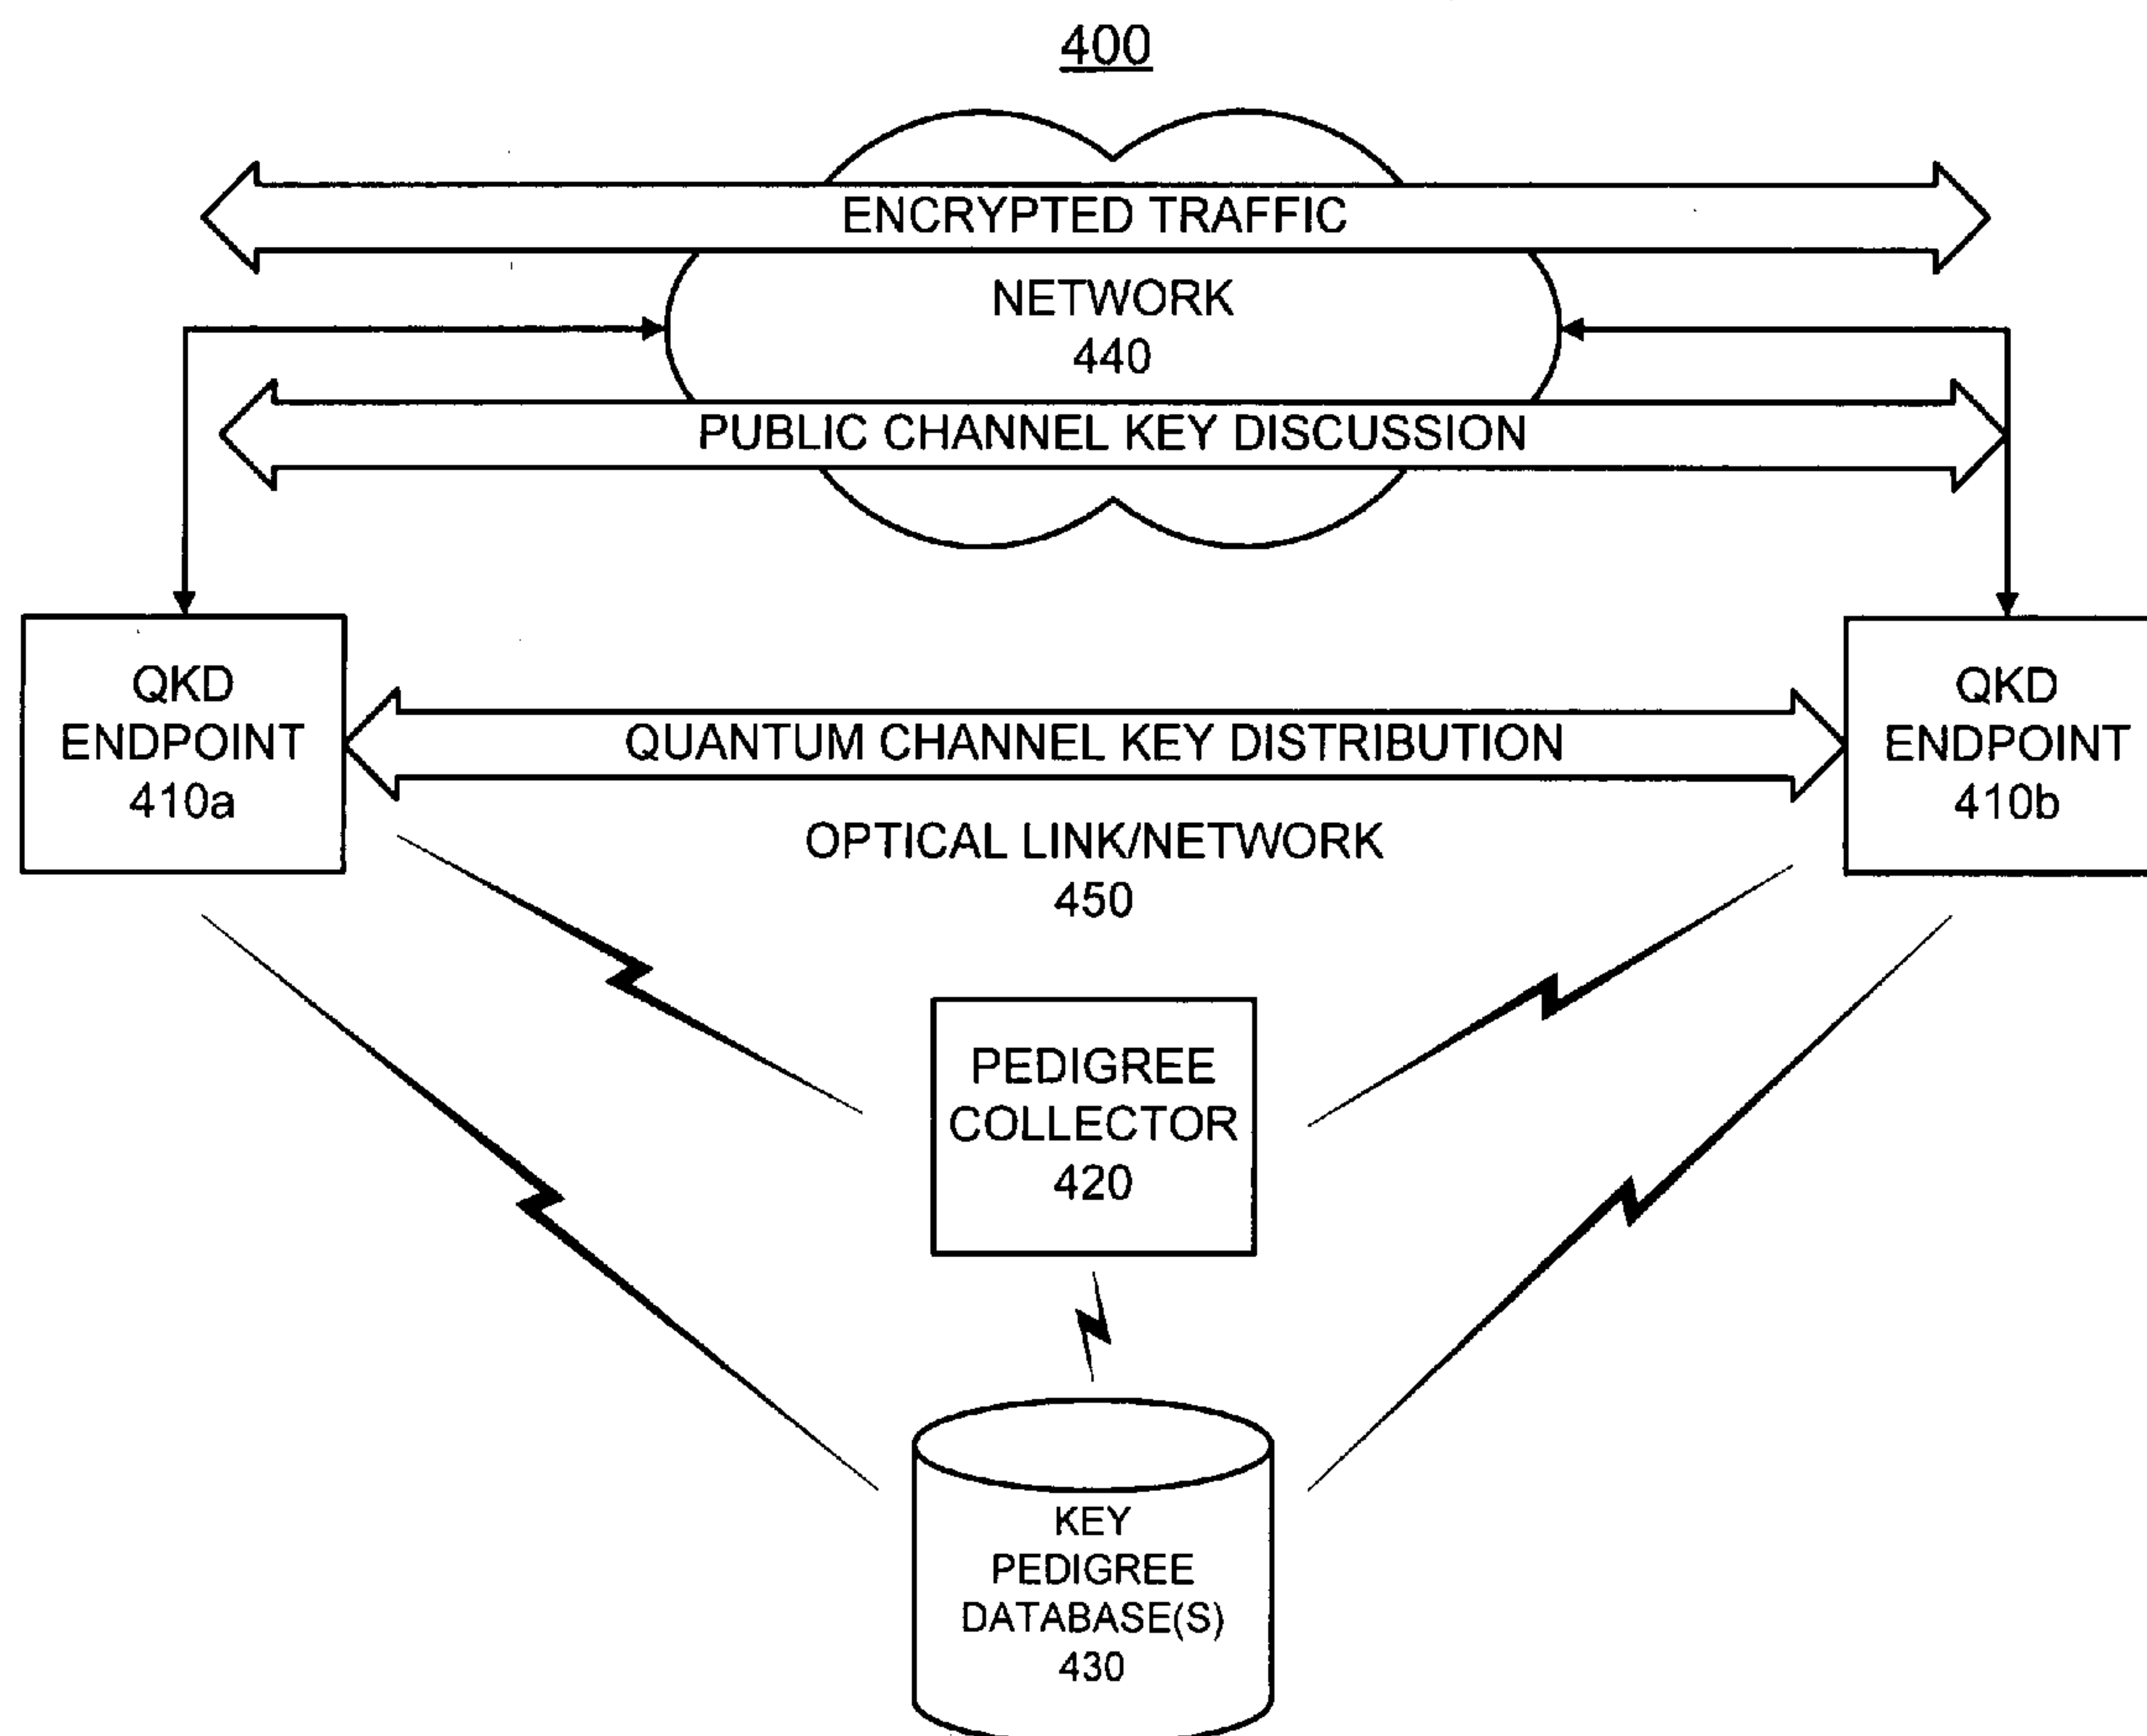 400
ENCRYPTED TRAFFIC
NETWORK
440
PUBLIC CHANNEL KEY DISCUSSION
QKD
ENDPOINT
410a
QUANTUM CHANNEL KEY DISTRIBUTION
QKD
ENDPOINT
410b
OPTICAL LINK/NETWORK
450
PEDIGREE
COLLECTOR
420
KEY
PEDIGREE
DATABASE(S)
430